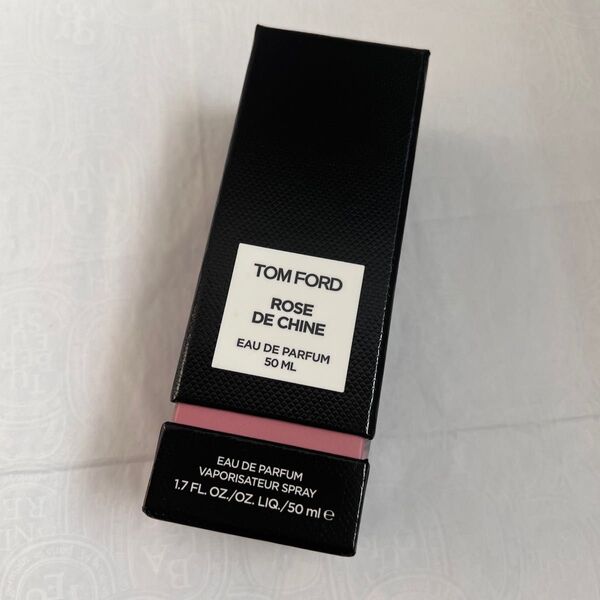 TOM FORD
ROSE
DE CHINE
EAU DE PARFUM
50 ML
EAU DE PARFUM
VAPORISATEUR SPRAY
1.7 FL. OZ./OZ. LIQ./50 ml ℮